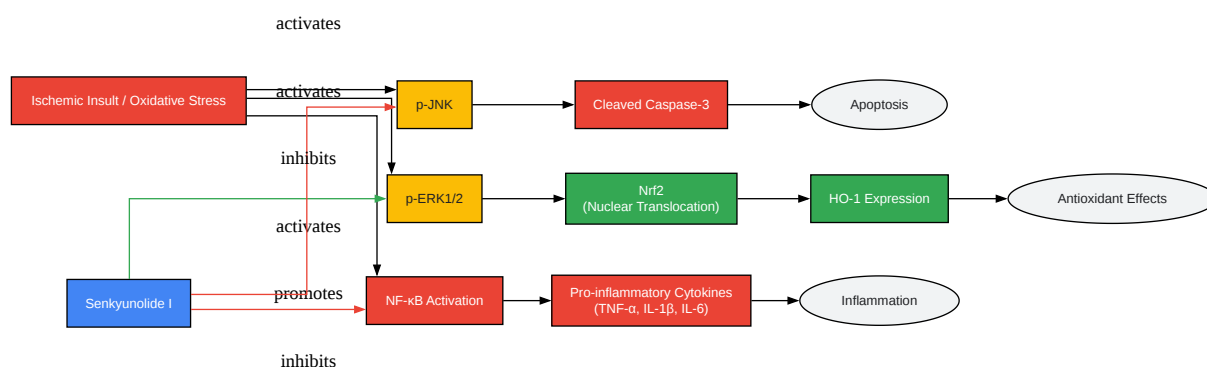 activates
Ischemic Insult / Oxidative Stress
activates
p-JNK
Cleaved Caspase-3
Apoptosis
inhibits
p-ERK1/2
Nrf2
(Nuclear Translocation)
HO-1 Expression
Antioxidant Effects
activates
Senkyunolide I
promotes
NF-κB Activation
Pro-inflammatory Cytokines
(TNF-α, IL-1β, IL-6)
Inflammation
inhibits